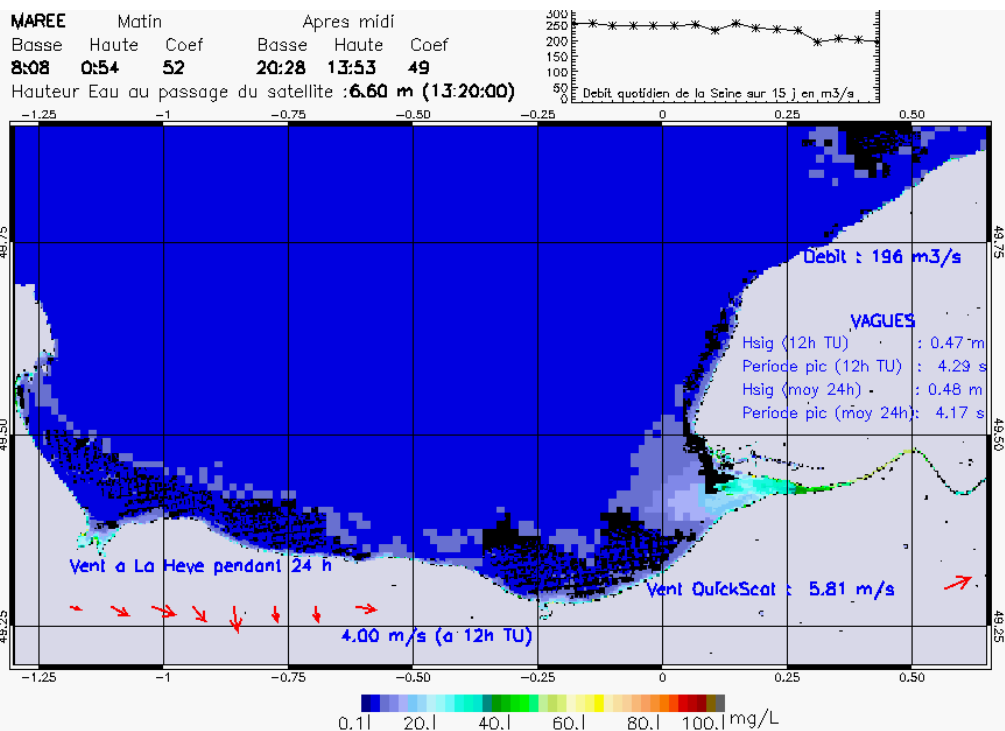 MAREE Matin Apres midi
Basse Haute Coef Basse Haute Coef
8:08 0:54 52 20:28 13:53 49
Hauteur Eau au passage du satellite :6.60 m (13:20:00)
300
250
200
150
100
50
0
Debit quotidien de la Seine sur 15 j en m3/s
-1.25 -1 -0.75 -0.50 -0.25 0 0.25 0.50
49.75 49.75
Debit : 196 m3/s
VAGUES
Hsig (12h TU) : 0.47 m
Periode pic (12h TU) : 4.29 s
Hsig (moy 24h) : 0.48 m
Periode pic (moy 24h): 4.17 s
49.50 49.50
Vent a La Heve pendant 24 h
Vent QuickScat : 5.81 m/s
49.25 49.25
4.00 m/s (a 12h TU)
-1.25 -1 -0.75 -0.50 -0.25 0 0.25 0.50
0.1| 20.| 40.| 60.| 80.| 100.| mg/L